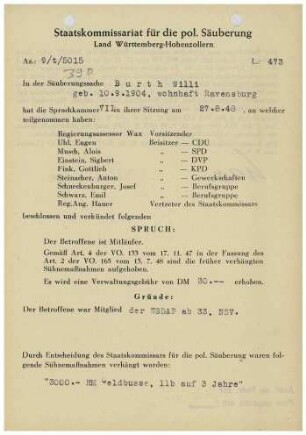 Staatskommissariat für die pol. Säuberung
Land Württemberg-Hohenzollern
Az: 9/t/5015
L: 473
39 P
In der Säuberungssache Burth Willi
geb. 10.9.1904, wohnhaft Ravensburg
hat die Spruchkammer VII in ihrer Sitzung am 27.8.48, an welcher
teilgenommen haben:
Regierungsassessor Wax Vorsitzender
Uhl, Eugen Beisitzer – CDU
Musch, Alois „ – SPD
Einstein, Sigbert „ – DVP
Fink, Gottlieb „ – KPD
Steinacher, Anton „ – Gewerkschaften
Schneckenburger, Josef „ – Berufsgruppe
Schwarz, Emil „ – Berufsgruppe
Reg.Ang. Hauer Vertreter des Staatskommissars
beschlossen und verkündet folgenden
SPRUCH:
Der Betroffene ist Mitläufer.
Gemäß Art. 4 der VO. 133 vom 17. 11. 47 in der Fassung des
Art. 2 der VO. 165 vom 13. 7. 48 sind die früher verhängten
Sühnemaßnahmen aufgehoben.
Es wird eine Verwaltungsgebühr von DM 30.-- erhoben.
Gründe:
Der Betroffene war Mitglied der NSDAP ab 33, NSV.
Durch Entscheidung des Staatskommissars für die pol. Säuberung waren folgende Sühnemaßnahmen verhängt worden:
"3000.- RM Geldbusse, 11b auf 3 Jahre"